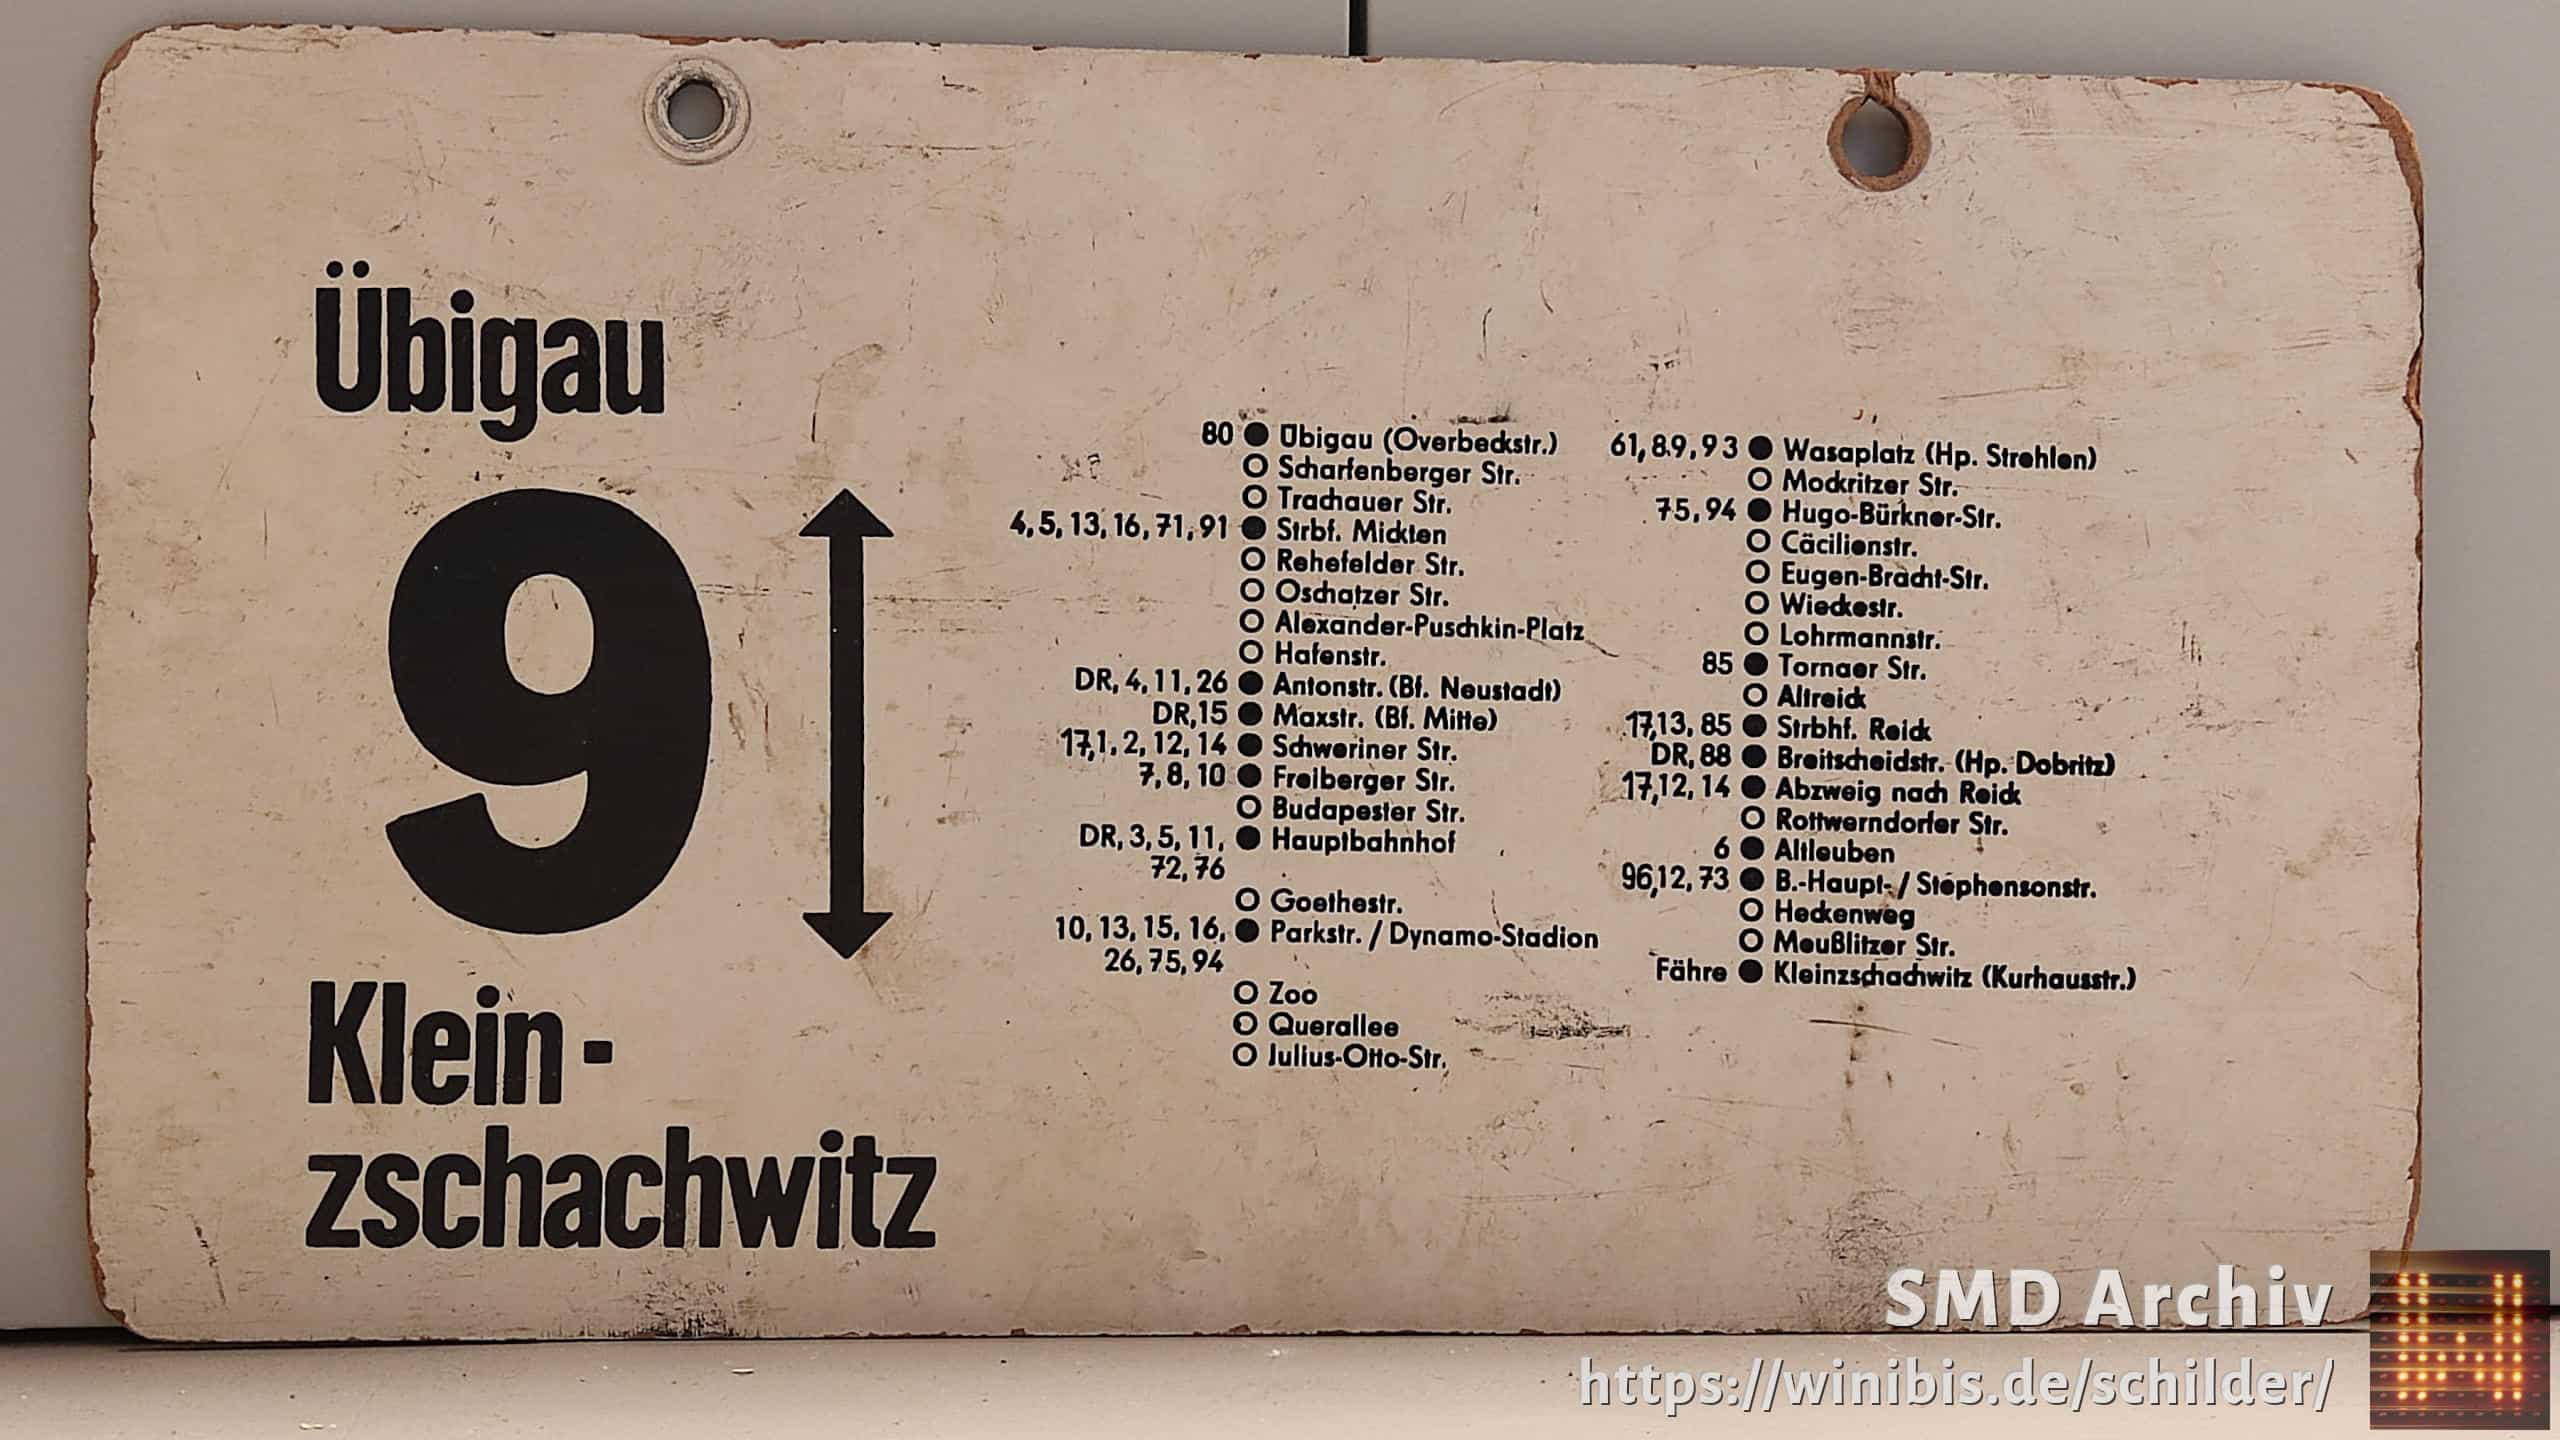 Übigau
9
Klein-
zschachwitz
80 ● Übigau (Overbeckstr.)
O Scharfenberger Str.
O Trachauer Str.
4, 5, 13, 16, 71, 91 ● Strbf. Mickten
O Rehefelder Str.
O Oschatzer Str.
O Alexander-Puschkin-Platz
O Hafenstr.
DR, 4, 11, 26 ● Antonstr. (Bf. Neustadt)
DR, 15 ● Maxstr. (Bf. Mitte)
17, 1, 2, 12, 14 ● Schweriner Str.
7, 8, 10 ● Freiberger Str.
O Budapester Str.
DR, 3, 5, 11, ● Hauptbahnhof
72, 76
O Goethestr.
10, 13, 15, 16, ● Parkstr. / Dynamo-Stadion
26, 75, 94
O Zoo
O Querallee
O Julius-Otto-Str.
61, 89, 93 ● Wasaplatz (Hp. Strehlen)
O Mockritzer Str.
75, 94 ● Hugo-Bürkner-Str.
O Cäcilienstr.
O Eugen-Bracht-Str.
O Wieckestr.
O Lohrmannstr.
85 ● Tornaer Str.
O Altreick
17, 13, 85 ● Strbhf. Reick
DR, 88 ● Breitscheidstr. (Hp. Dobritz)
17, 12, 14 ● Abzweig nach Reick
O Rottwerndorfer Str.
6 ● Altleuben
96, 12, 73 ● B.-Haupt- / Stephensonstr.
O Heckenweg
O Meußlitzer Str.
Fähre ● Kleinzschachwitz (Kurhausstr.)
SMD Archiv
https://winibis.de/schilder/